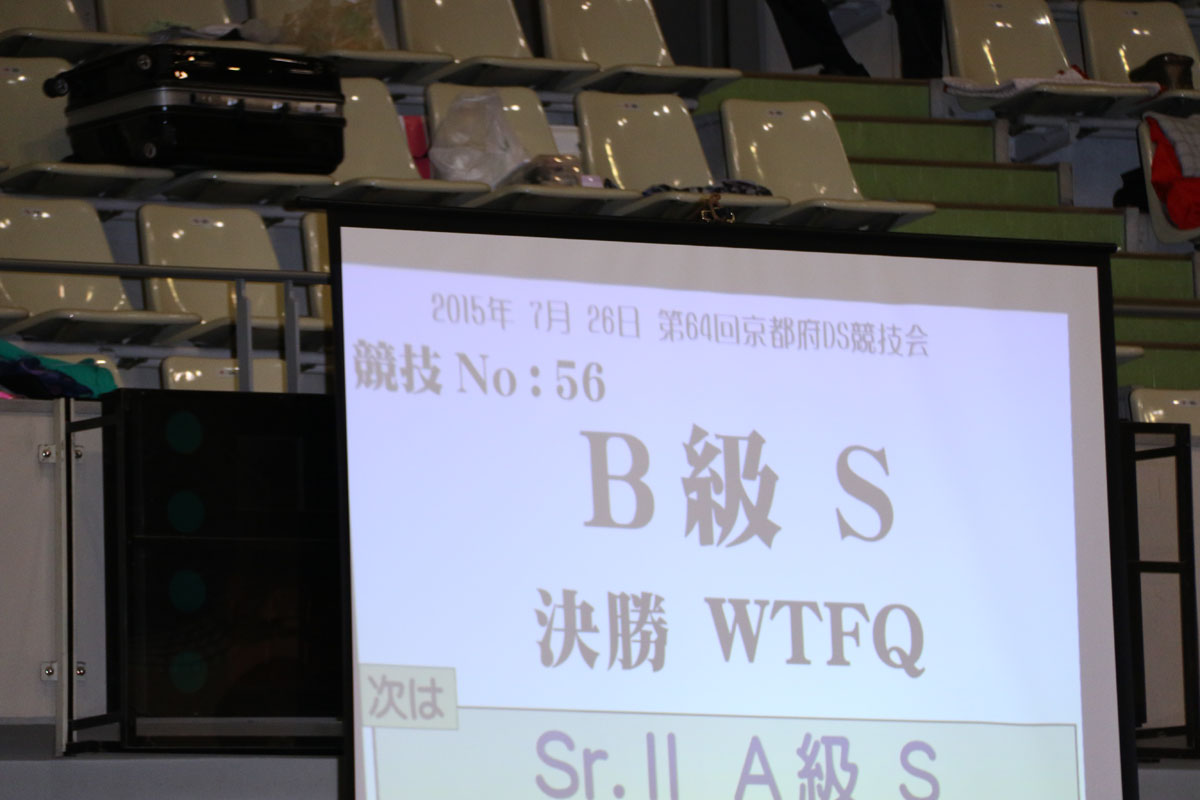 2015年 7月 26日 第64回京都府DS競技会
競技 No : 56
B級 S
決勝 WTFQ
次は
Sr.II A級 S